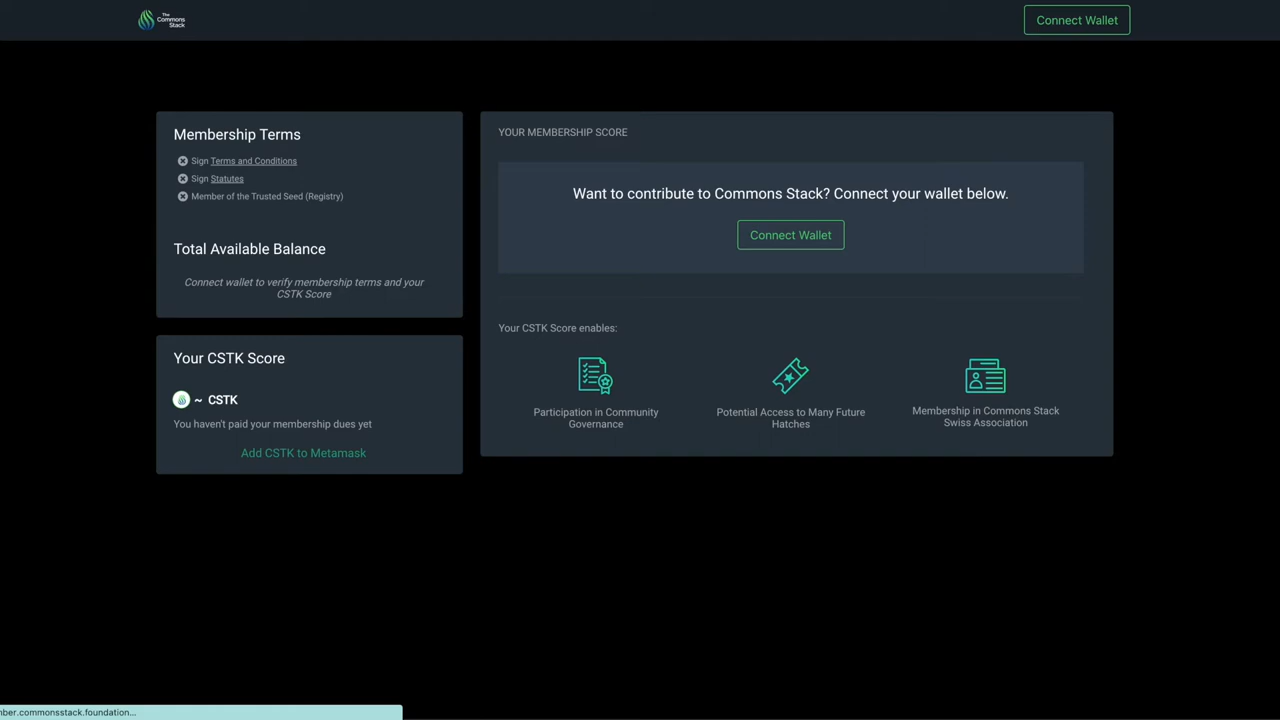 The
Commons
Stack
Connect Wallet
Membership Terms
Sign Terms and Conditions
Sign Statutes
Member of the Trusted Seed (Registry)
Total Available Balance
Connect wallet to verify membership terms and your
CSTK Score
Your CSTK Score
~ CSTK
You haven't paid your membership dues yet
Add CSTK to Metamask
YOUR MEMBERSHIP SCORE
Want to contribute to Commons Stack? Connect your wallet below.
Connect Wallet
Your CSTK Score enables:
Participation in Community
Governance
Potential Access to Many Future
Hatches
Membership in Commons Stack
Swiss Association
nber.commonsstack.foundation...